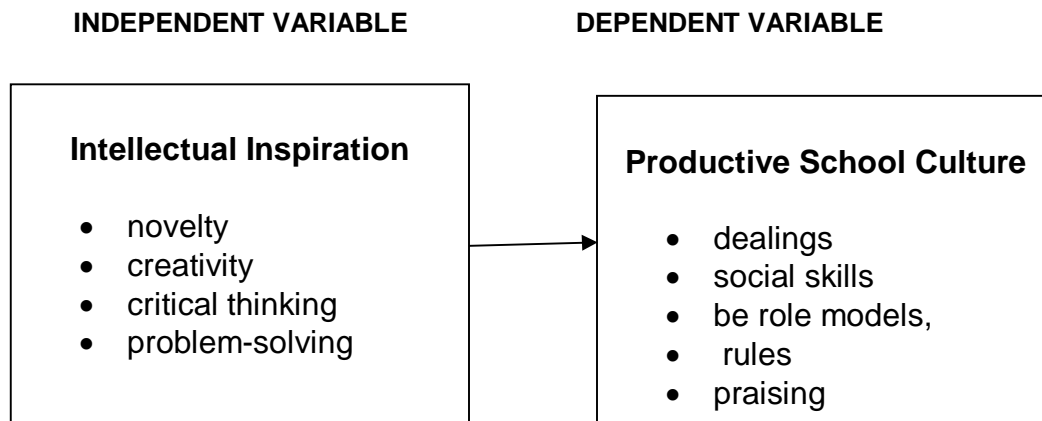 INDEPENDENT VARIABLE
DEPENDENT VARIABLE
Intellectual Inspiration
• novelty
• creativity
• critical thinking
• problem-solving
Productive School Culture
• dealings
• social skills
• be role models,
• rules
• praising